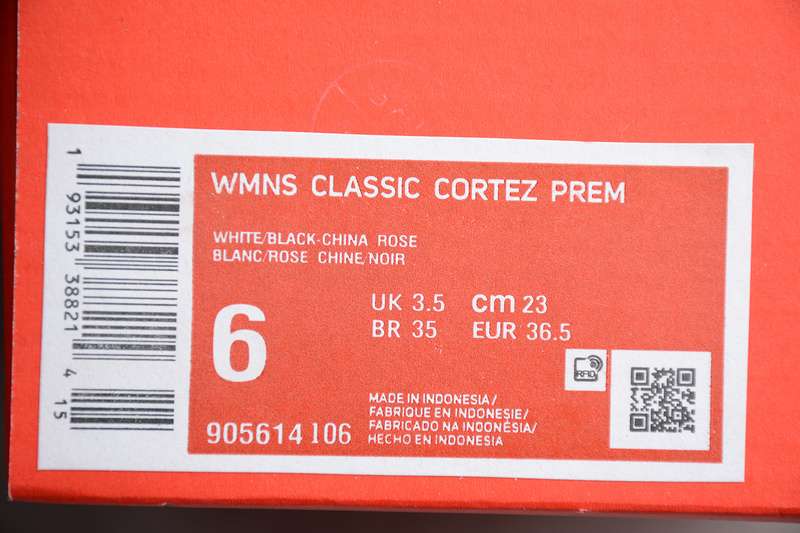 WMNS CLASSIC CORTEZ PREM
WHITE/BLACK-CHINA ROSE
BLANC/ROSE CHINE/NOIR
6
UK 3.5 cm 23
BR 35 EUR 36.5
RFID
MADE IN INDONESIA/
FABRIQUE EN INDONESIE/
FABRICADO NA INDONÉSIA/
HECHO EN INDONESIA
905614 106
1 93153 38821 4 15